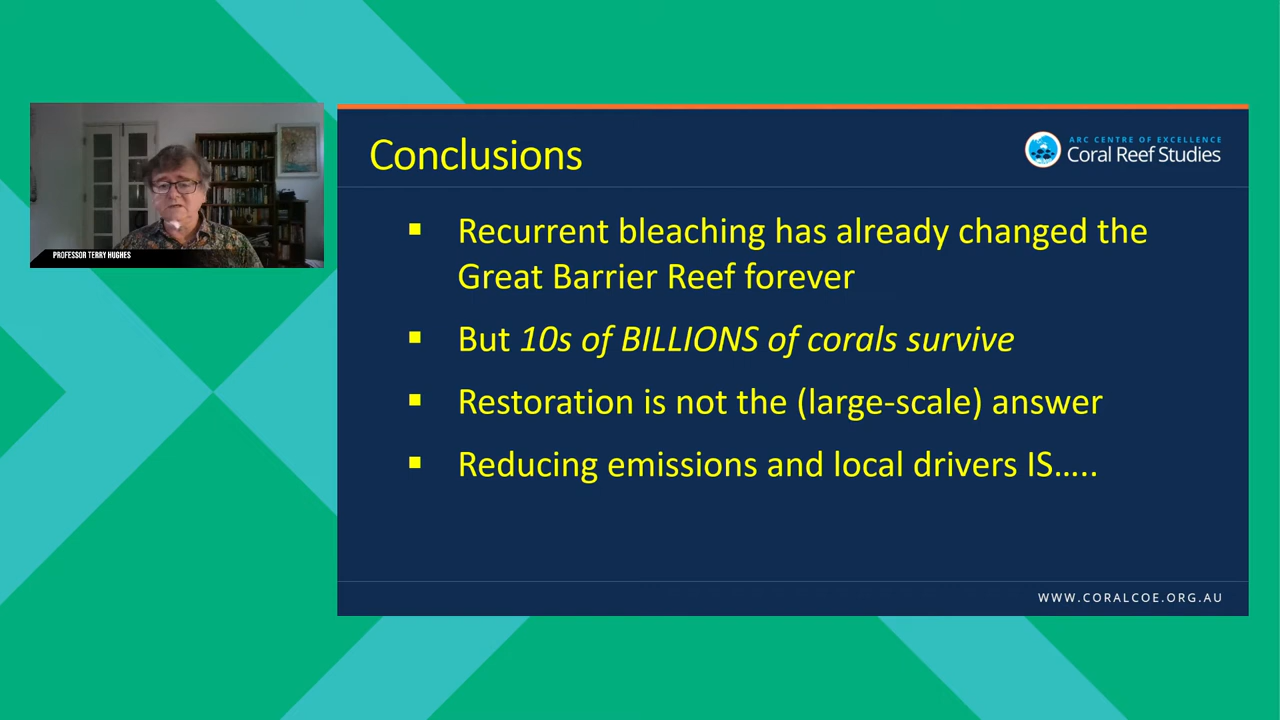 PROFESSOR TERRY HUGHES
Conclusions
ARC CENTRE OF EXCELLENCE
Coral Reef Studies
▪ Recurrent bleaching has already changed the
Great Barrier Reef forever
▪ But 10s of BILLIONS of corals survive
▪ Restoration is not the (large-scale) answer
▪ Reducing emissions and local drivers IS.....
WWW.CORALCOE.ORG.AU